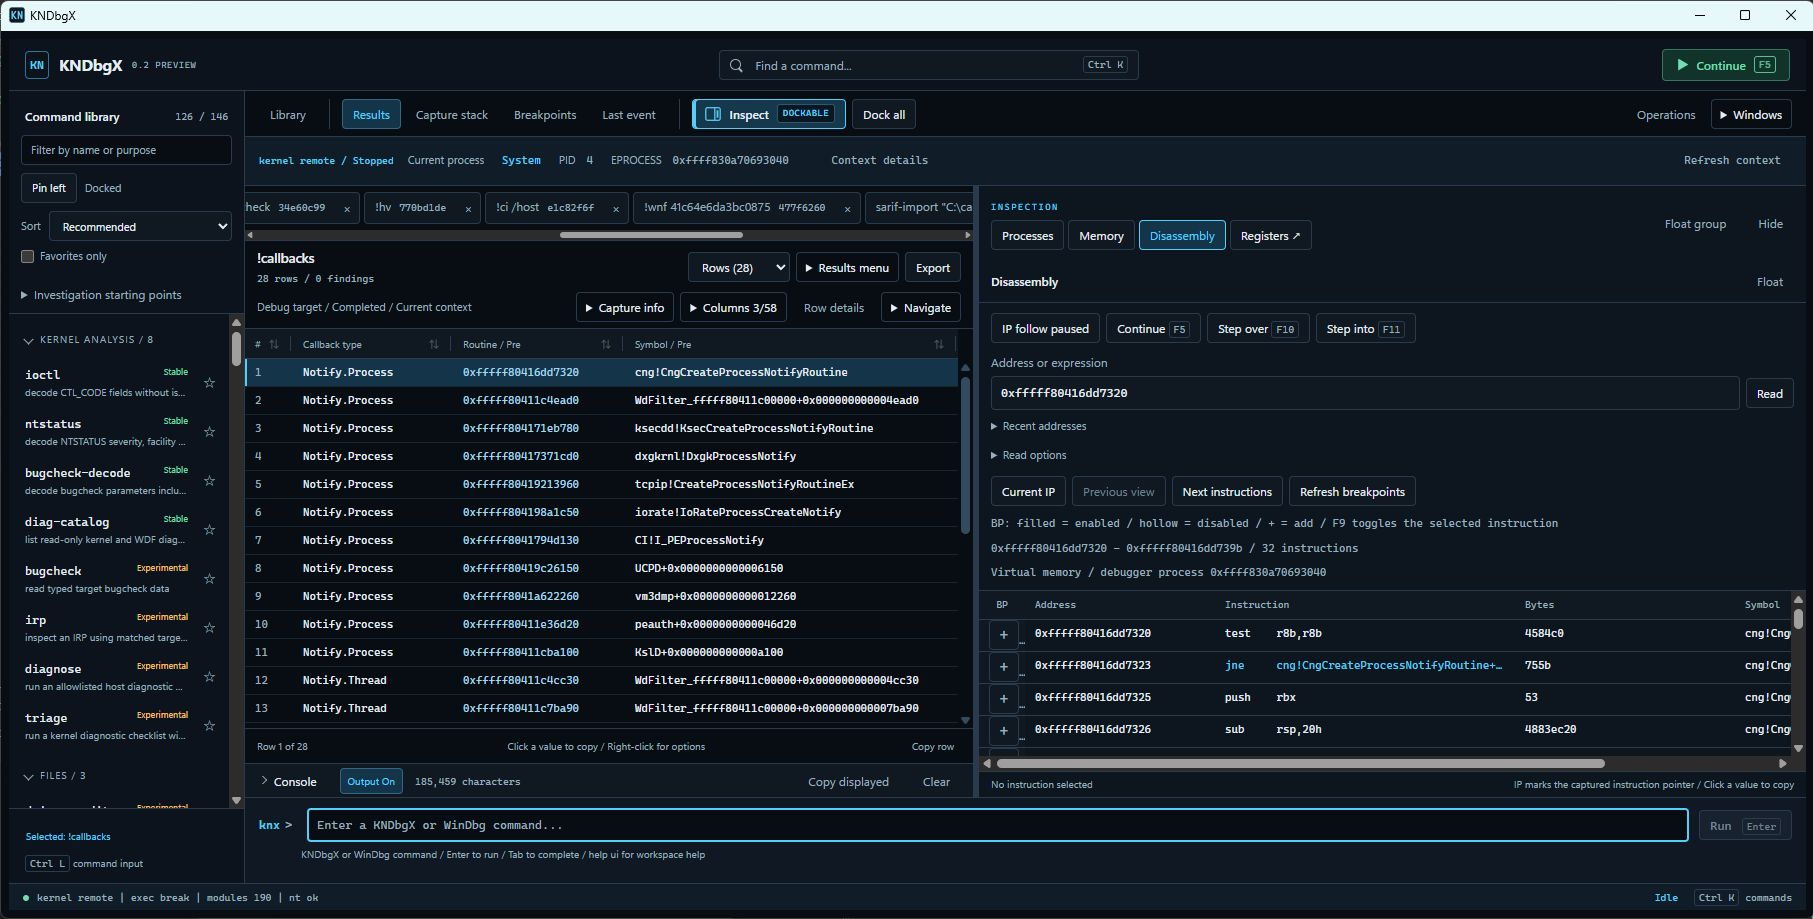 KNDbgX
KN KNDbgX 0.2 PREVIEW
Find a command... Ctrl K
Continue F5
Command library 126 / 146
Filter by name or purpose
Pin left Docked
Sort Recommended
Favorites only
Investigation starting points
KERNEL ANALYSIS / 8
ioctl Stable
decode CTL_CODE fields without is...
ntstatus Stable
decode NTSTATUS severity, facility ...
bugcheck-decode Stable
decode bugcheck parameters inclu...
diag-catalog Stable
list read-only kernel and WDF diag...
bugcheck Experimental
read typed target bugcheck data
irp Experimental
inspect an IRP using matched targe...
diagnose Experimental
run an allowlisted host diagnostic ...
triage Experimental
run a kernel diagnostic checklist wi...
FILES / 3
Selected: !callbacks
Ctrl L command input
Library Results Capture stack Breakpoints Last event Inspect DOCKABLE Dock all Operations Windows
kernel remote / Stopped Current process System PID 4 EPROCESS 0xffff830a70693040 Context details Refresh context
heck 34e60c99 × !hv 770bd1de × !ci /host e1c82f6f × !wnf 41c64e6da3bc0875 477f6260 × sarif-import "C:\ca
!callbacks
28 rows / 0 findings
Rows (28) Results menu Export
Debug target / Completed / Current context Capture info Columns 3/58 Row details Navigate
# Callback type Routine / Pre Symbol / Pre
1 Notify.Process 0xfffff80416dd7320 cng!CngCreateProcessNotifyRoutine
2 Notify.Process 0xfffff80411c4ead0 WdFilter_fffff80411c00000+0x000000000004ead0
3 Notify.Process 0xfffff804171eb780 ksecdd!KsecCreateProcessNotifyRoutine
4 Notify.Process 0xfffff80417371cd0 dxgkrnl!DxgkProcessNotify
5 Notify.Process 0xfffff80419213960 tcpip!CreateProcessNotifyRoutineEx
6 Notify.Process 0xfffff804198a1c50 iorate!IoRateProcessCreateNotify
7 Notify.Process 0xfffff8041794d130 CI!I_PEProcessNotify
8 Notify.Process 0xfffff80419c26150 UCPD+0x0000000000006150
9 Notify.Process 0xfffff8041a622260 vm3dmp+0x0000000000012260
10 Notify.Process 0xfffff80411e36d20 peauth+0x0000000000046d20
11 Notify.Process 0xfffff80411cba100 KslD+0x000000000000a100
12 Notify.Thread 0xfffff80411c4cc30 WdFilter_fffff80411c00000+0x000000000004cc30
13 Notify.Thread 0xfffff80411c7ba90 WdFilter_fffff80411c00000+0x000000000007ba90
Row 1 of 28 Click a value to copy / Right-click for options Copy row
Console Output On 185,459 characters Copy displayed Clear
INSPECTION
Processes Memory Disassembly Registers ↗ Float group Hide
Disassembly Float
IP follow paused Continue F5 Step over F10 Step into F11
Address or expression
0xfffff80416dd7320 Read
Recent addresses
Read options
Current IP Previous view Next instructions Refresh breakpoints
BP: filled = enabled / hollow = disabled / + = add / F9 toggles the selected instruction
0xfffff80416dd7320 - 0xfffff80416dd739b / 32 instructions
Virtual memory / debugger process 0xffff830a70693040
BP Address Instruction Bytes Symbol
+ ... 0xfffff80416dd7320 test r8b,r8b 4584c0 cng!Cng
+ ... 0xfffff80416dd7323 jne cng!CngCreateProcessNotifyRoutine+... 755b cng!Cng
+ ... 0xfffff80416dd7325 push rbx 53 cng!Cng
+ ... 0xfffff80416dd7326 sub rsp,20h 4883ec20 cng!Cng
No instruction selected IP marks the captured instruction pointer / Click a value to copy
knx > Enter a KNDbgX or WinDbg command... Run Enter
KNDbgX or WinDbg command / Enter to run / Tab to complete / help ui for workspace help
kernel remote | exec break | modules 190 | nt ok Idle Ctrl K commands